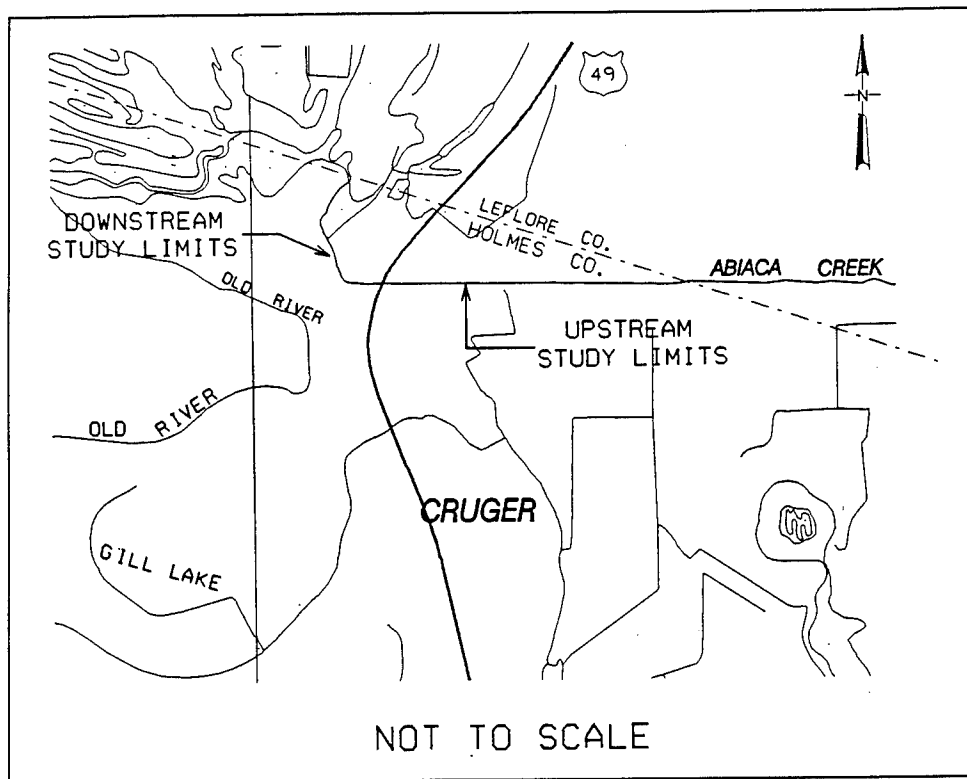 49
N
LEFLORE CO.
HOLMES CO.
DOWNSTREAM
STUDY LIMITS
ABIACA CREEK
OLD RIVER
UPSTREAM
STUDY LIMITS
OLD RIVER
CRUGER
GILL LAKE
NOT TO SCALE